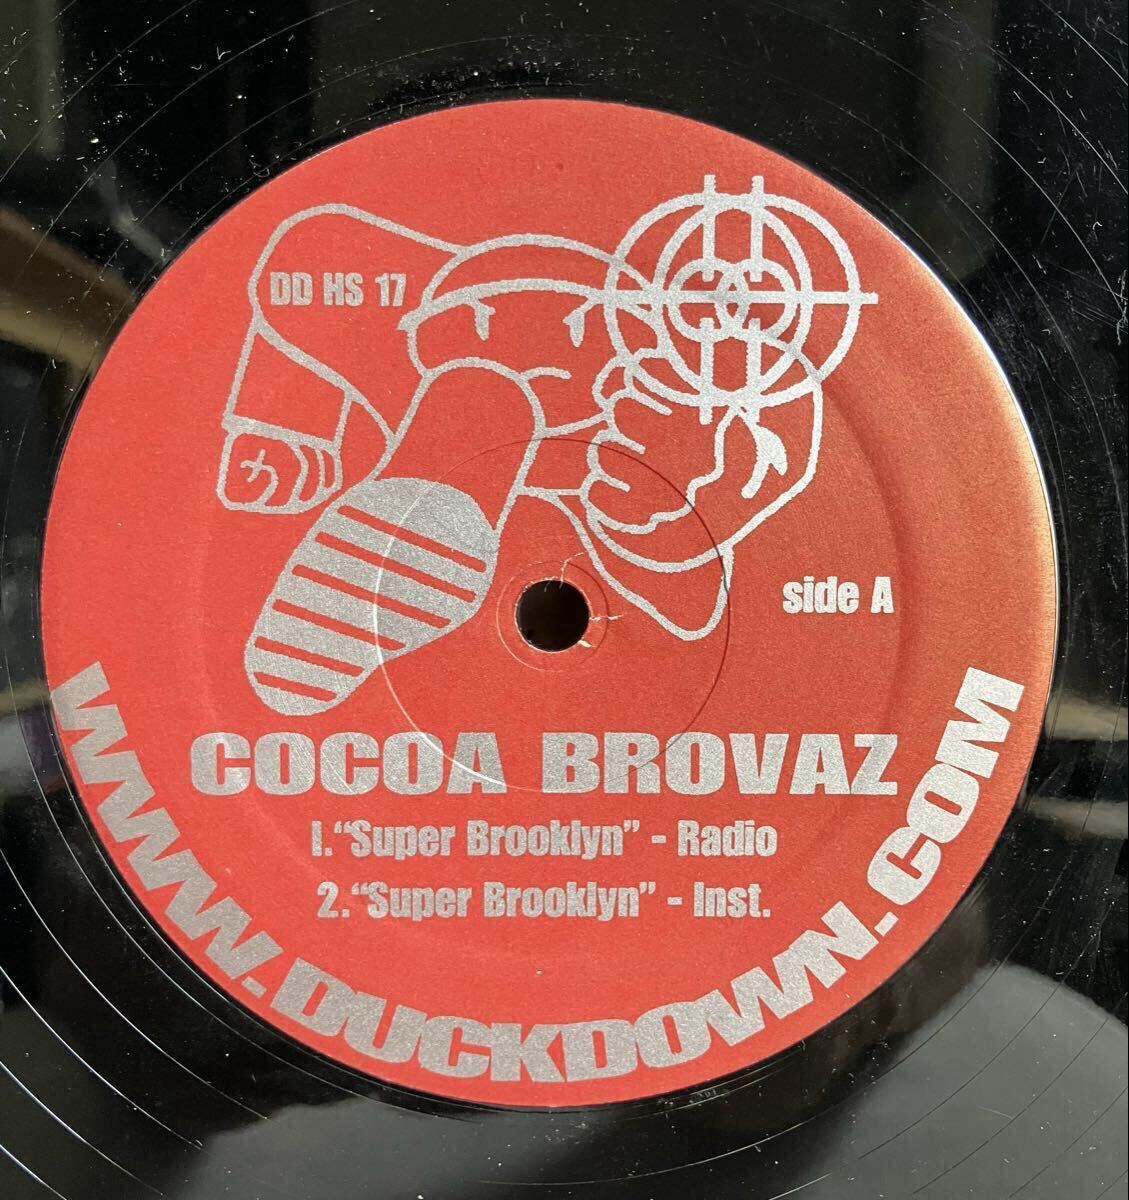 DD HS 17
side A
COCOA BROVAZ
1. "Super Brooklyn" - Radio
2. "Super Brooklyn" - Inst.
WWW.DUCKDOWN.COM